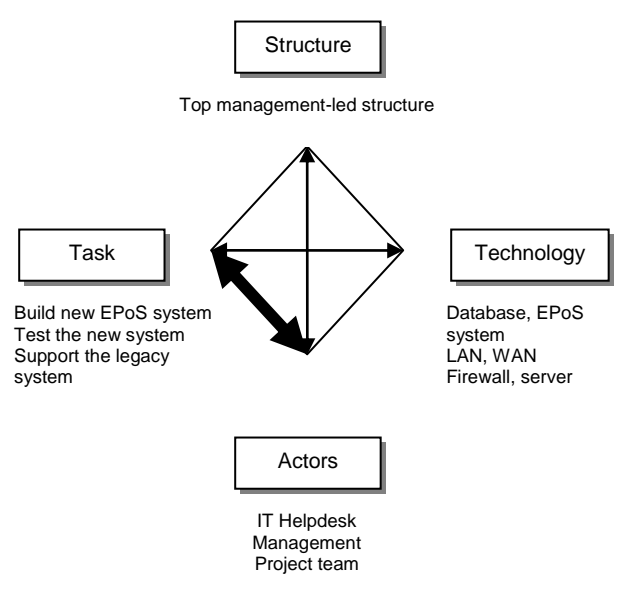 Structure
Top management-led structure
Task
Technology
Build new EPoS system
Test the new system
Support the legacy
system
Database, EPoS
system
LAN, WAN
Firewall, server
Actors
IT Helpdesk
Management
Project team